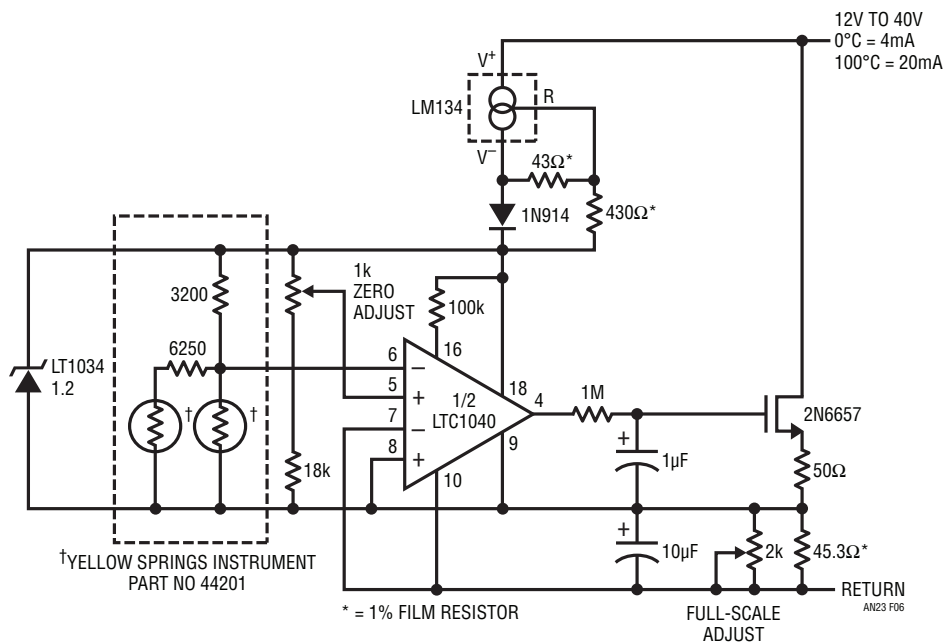 12V TO 40V
0°C = 4mA
100°C = 20mA
V+
LM134
R
V–
43Ω*
1N914
430Ω*
3200
1k
ZERO
ADJUST
100k
6250
16
LT1034
1.2
6
–
5
+
7
–
8
+
1/2
LTC1040
18
4
9
10
1M
2N6657
†
†
18k
+
1µF
50Ω
+
10µF
2k
45.3Ω*
†YELLOW SPRINGS INSTRUMENT
PART NO 44201
* = 1% FILM RESISTOR
FULL-SCALE
ADJUST
RETURN
AN23 F06